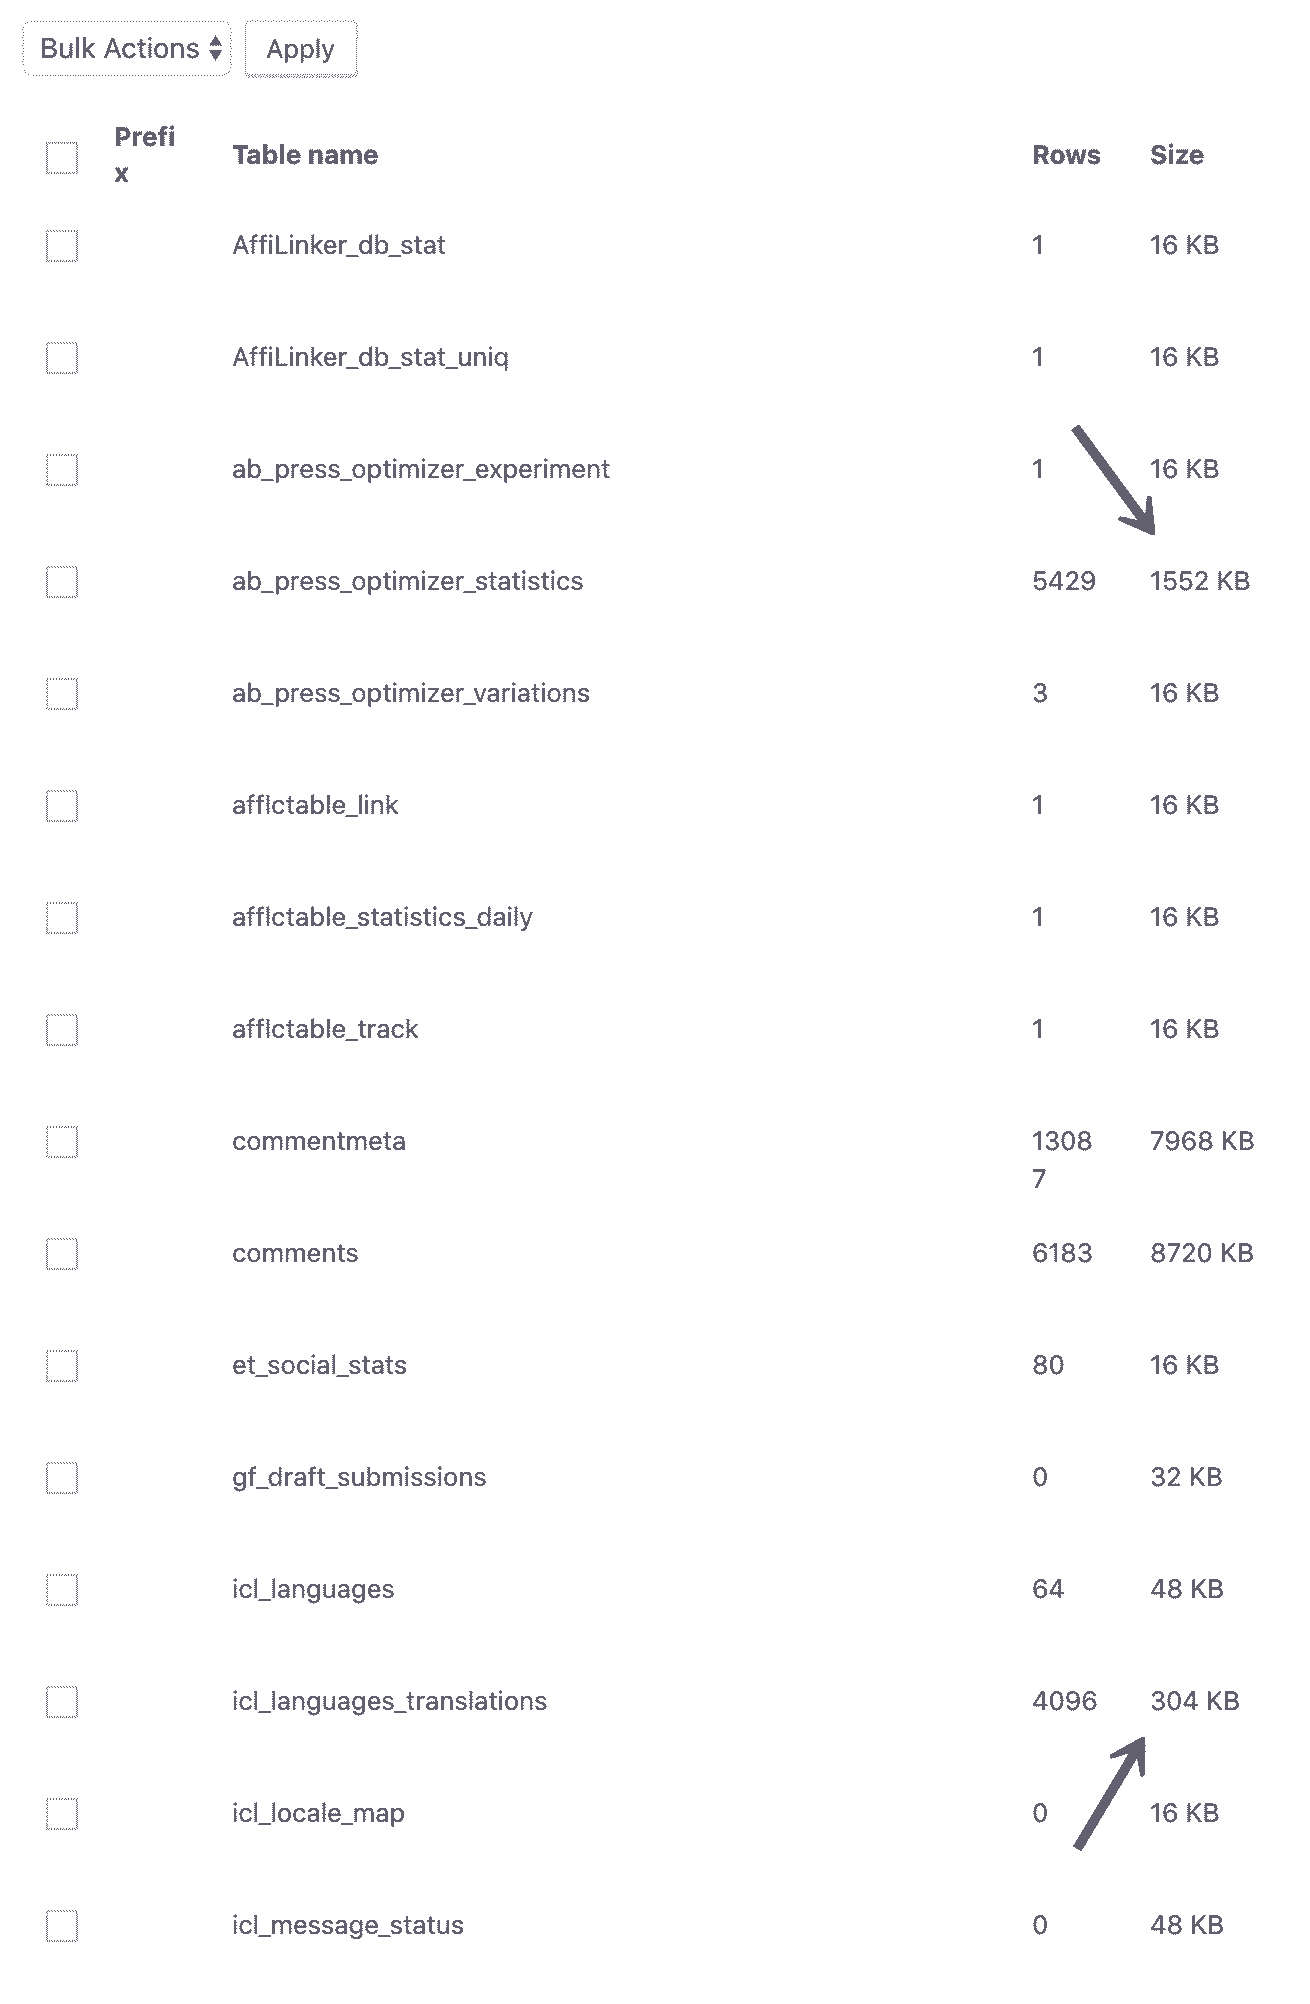 Bulk Actions Apply
Prefi
x Table name Rows Size
AffiLinker_db_stat 1 16 KB
AffiLinker_db_stat_uniq 1 16 KB
ab_press_optimizer_experiment 1 16 KB
ab_press_optimizer_statistics 5429 1552 KB
ab_press_optimizer_variations 3 16 KB
afflctable_link 1 16 KB
afflctable_statistics_daily 1 16 KB
afflctable_track 1 16 KB
commentmeta 1308 7968 KB
7
comments 6183 8720 KB
et_social_stats 80 16 KB
gf_draft_submissions 0 32 KB
icl_languages 64 48 KB
icl_languages_translations 4096 304 KB
icl_locale_map 0 16 KB
icl_message_status 0 48 KB